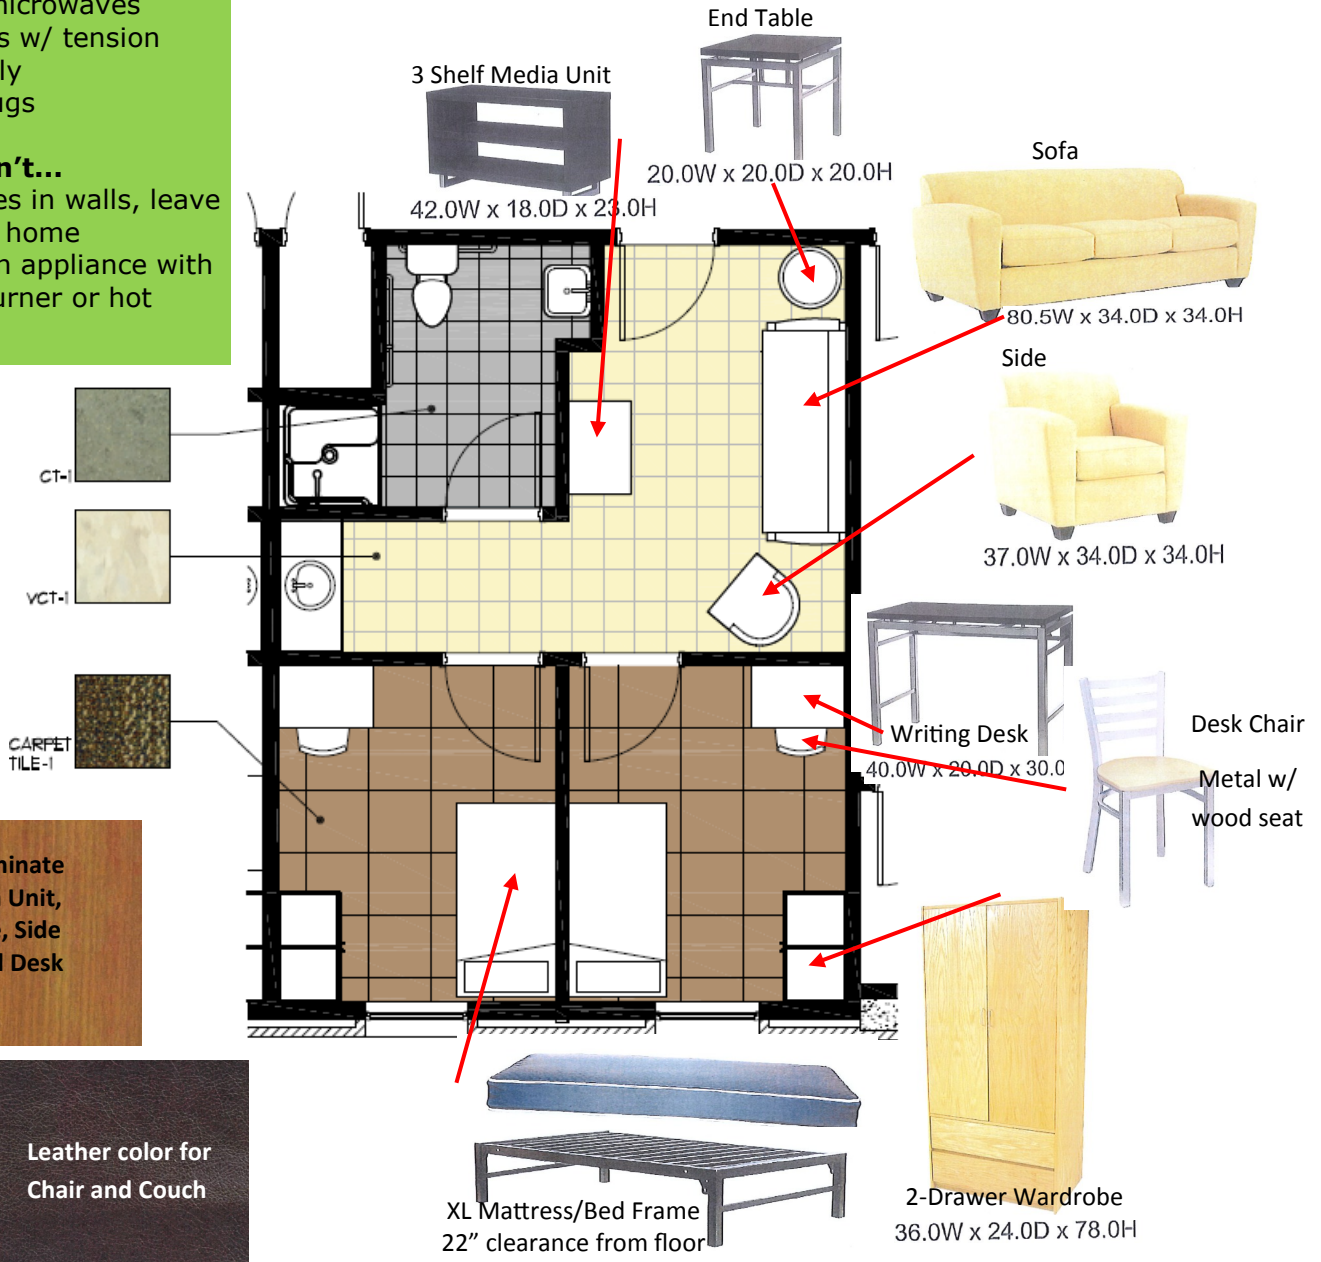 microwaves
s w/ tension
ly
ugs
n't...
es in walls, leave
home
n appliance with
urner or hot
End Table
20.0W x 20.0D x 20.0H
3 Shelf Media Unit
42.0W x 18.0D x 23.0H
Sofa
80.5W x 34.0D x 34.0H
Side
37.0W x 34.0D x 34.0H
CT-1
VCT-1
CARPET
TILE-1
Writing Desk
40.0W x 20.0D x 30.0
Desk Chair
Metal w/
wood seat
minate
Unit,
, Side
Desk
Leather color for
Chair and Couch
XL Mattress/Bed Frame
22” clearance from floor
2-Drawer Wardrobe
36.0W x 24.0D x 78.0H